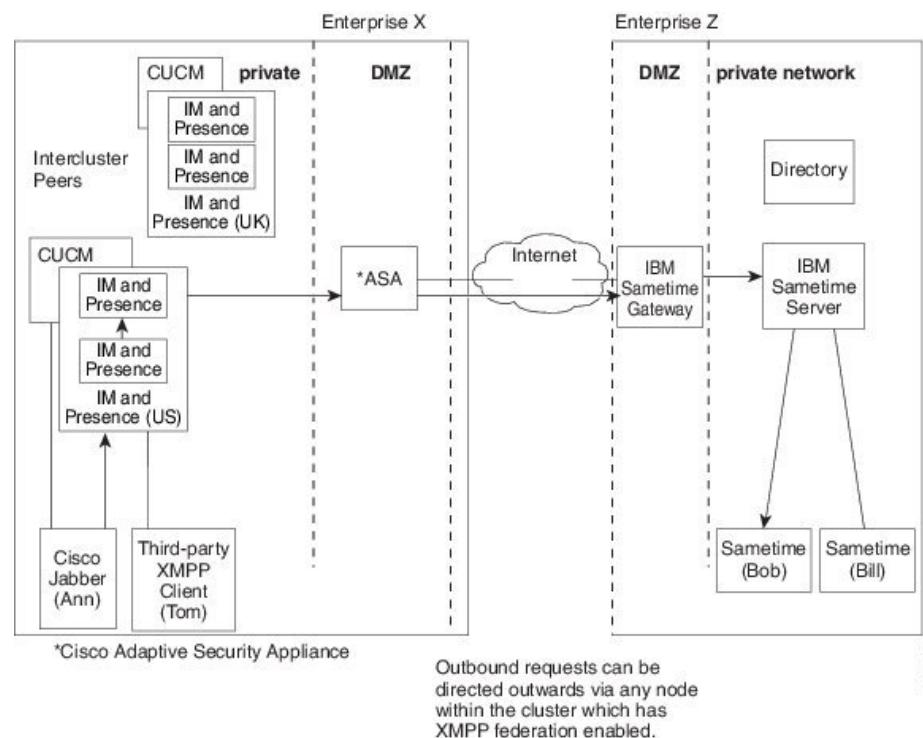 Enterprise X
Enterprise Z
CUCM
private
DMZ
DMZ
private network
IM and
Presence
IM and
Presence
IM and
Presence (UK)
Intercluster
Peers
Directory
CUCM
IM and
Presence
IM and
Presence
IM and
Presence (US)
*ASA
Internet
IBM
Sametime
Gateway
IBM
Sametime
Server
Cisco
Jabber
(Ann)
Third-party
XMPP
Client
(Tom)
Sametime
(Bob)
Sametime
(Bill)
*Cisco Adaptive Security Appliance
Outbound requests can be
directed outwards via any node
within the cluster which has
XMPP federation enabled.